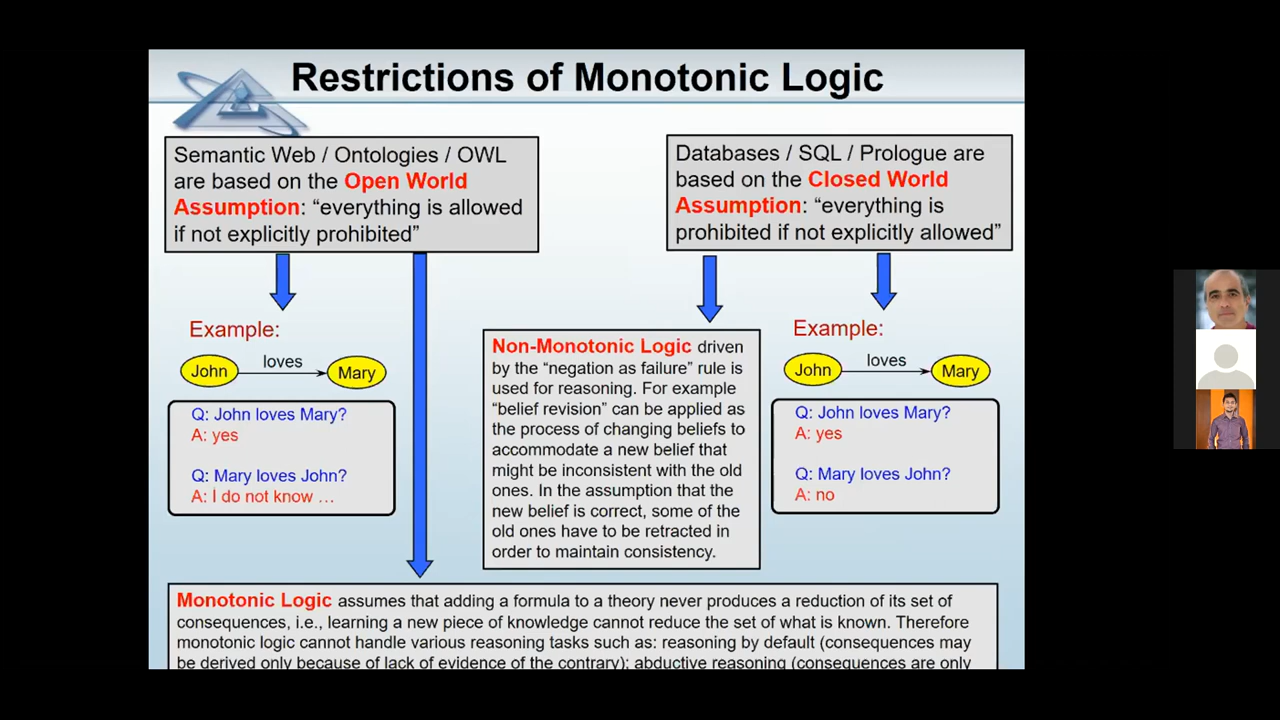 Restrictions of Monotonic Logic
Semantic Web / Ontologies / OWL
are based on the Open World
Assumption: “everything is allowed
if not explicitly prohibited”
Databases / SQL / Prologue are
based on the Closed World
Assumption: “everything is
prohibited if not explicitly allowed”
Example:
John
loves
Mary
Q: John loves Mary?
A: yes
Q: Mary loves John?
A: I do not know …
Non-Monotonic Logic driven
by the “negation as failure” rule is
used for reasoning. For example
“belief revision” can be applied as
the process of changing beliefs to
accommodate a new belief that
might be inconsistent with the old
ones. In the assumption that the
new belief is correct, some of the
old ones have to be retracted in
order to maintain consistency.
Example:
John
loves
Mary
Q: John loves Mary?
A: yes
Q: Mary loves John?
A: no
Monotonic Logic assumes that adding a formula to a theory never produces a reduction of its set of
consequences, i.e., learning a new piece of knowledge cannot reduce the set of what is known. Therefore
monotonic logic cannot handle various reasoning tasks such as: reasoning by default (consequences may
be derived only because of lack of evidence of the contrary); abductive reasoning (consequences are only